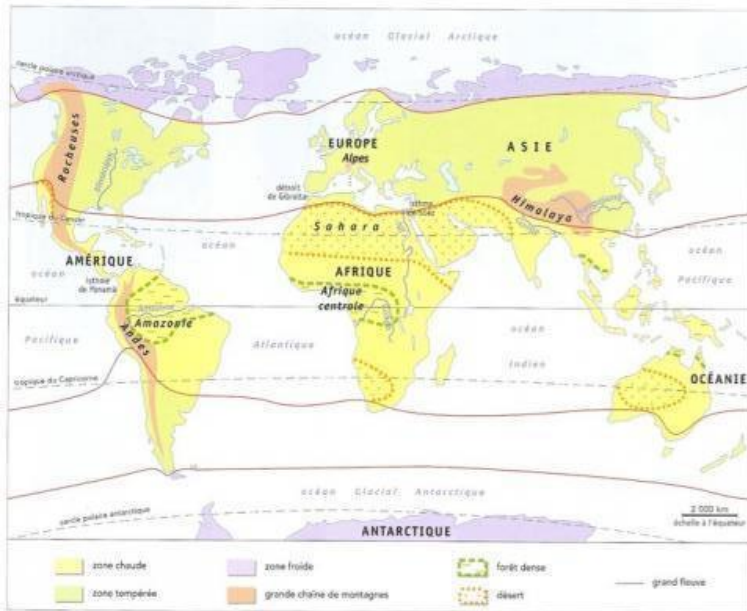 océan Glacial Arctique
cercle polaire arctique
Rocheuses
EUROPE
Alpes
ASIE
détroit
de Gibraltar
isthme
de Suez
Himalaya
tropique du Cancer
océan
Sahara
AMÉRIQUE
océan
isthme
de Panamá
AFRIQUE
océan
Pacifique
équateur
Afrique
centrale
Amazonie
Andes
Pacifique
Atlantique
océan
Indien
tropique du Capricorne
OCÉANIE
océan Glacial Antarctique
cercle polaire antarctique
ANTARCTIQUE
2 000 km
échelle à l'équateur
zone chaude
zone froide
forêt dense
grand fleuve
zone tempérée
grande chaîne de montagnes
désert